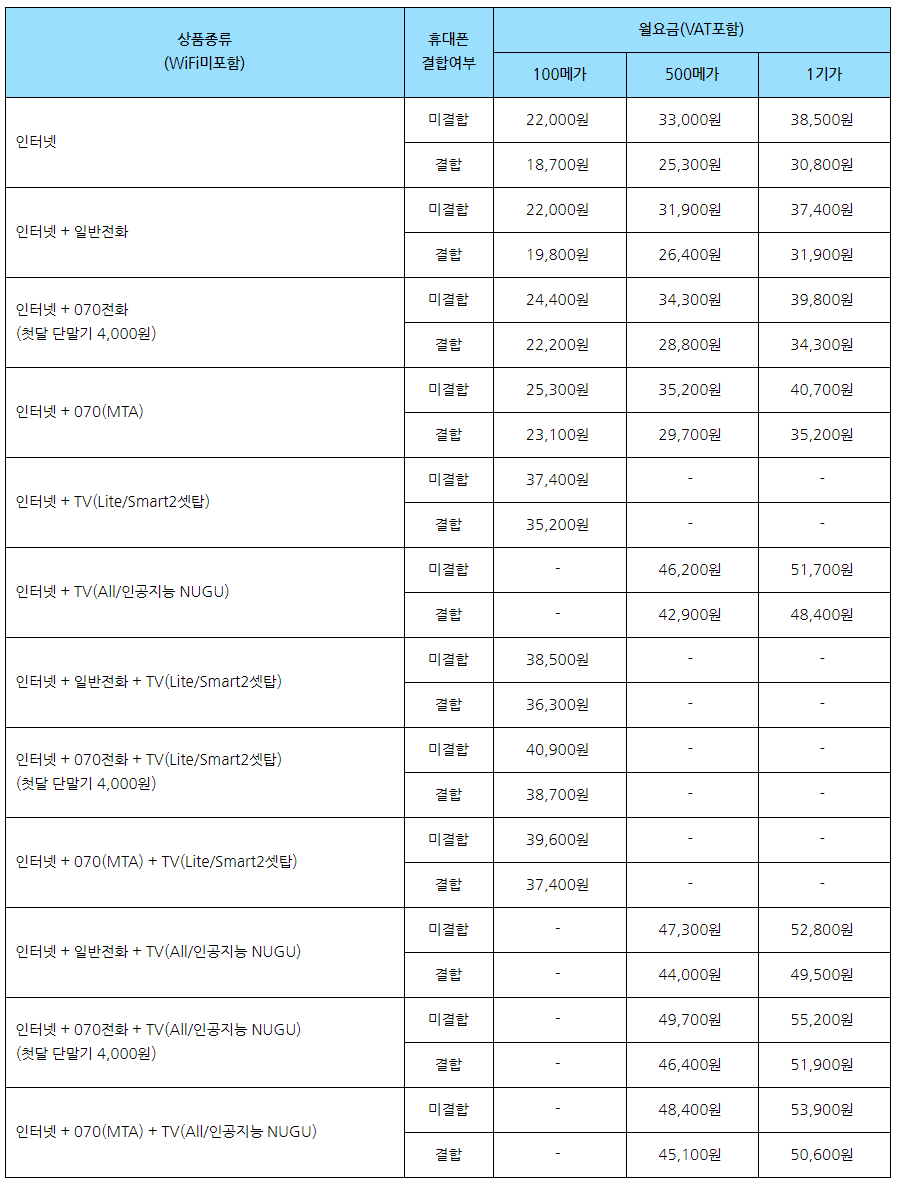 상품종류
(WiFi미포함)
휴대폰
결합여부
월요금(VAT포함)
100메가 500메가 1기가
인터넷
미결합 22,000원 33,000원 38,500원
결합 18,700원 25,300원 30,800원
인터넷 + 일반전화
미결합 22,000원 31,900원 37,400원
결합 19,800원 26,400원 31,900원
인터넷 + 070전화
(첫달 단말기 4,000원)
미결합 24,400원 34,300원 39,800원
결합 22,200원 28,800원 34,300원
인터넷 + 070(MTA)
미결합 25,300원 35,200원 40,700원
결합 23,100원 29,700원 35,200원
인터넷 + TV(Lite/Smart2셋탑)
미결합 37,400원 - -
결합 35,200원 - -
인터넷 + TV(All/인공지능 NUGU)
미결합 - 46,200원 51,700원
결합 - 42,900원 48,400원
인터넷 + 일반전화 + TV(Lite/Smart2셋탑)
미결합 38,500원 - -
결합 36,300원 - -
인터넷 + 070전화 + TV(Lite/Smart2셋탑)
(첫달 단말기 4,000원)
미결합 40,900원 - -
결합 38,700원 - -
인터넷 + 070(MTA) + TV(Lite/Smart2셋탑)
미결합 39,600원 - -
결합 37,400원 - -
인터넷 + 일반전화 + TV(All/인공지능 NUGU)
미결합 - 47,300원 52,800원
결합 - 44,000원 49,500원
인터넷 + 070전화 + TV(All/인공지능 NUGU)
(첫달 단말기 4,000원)
미결합 - 49,700원 55,200원
결합 - 46,400원 51,900원
인터넷 + 070(MTA) + TV(All/인공지능 NUGU)
미결합 - 48,400원 53,900원
결합 - 45,100원 50,600원